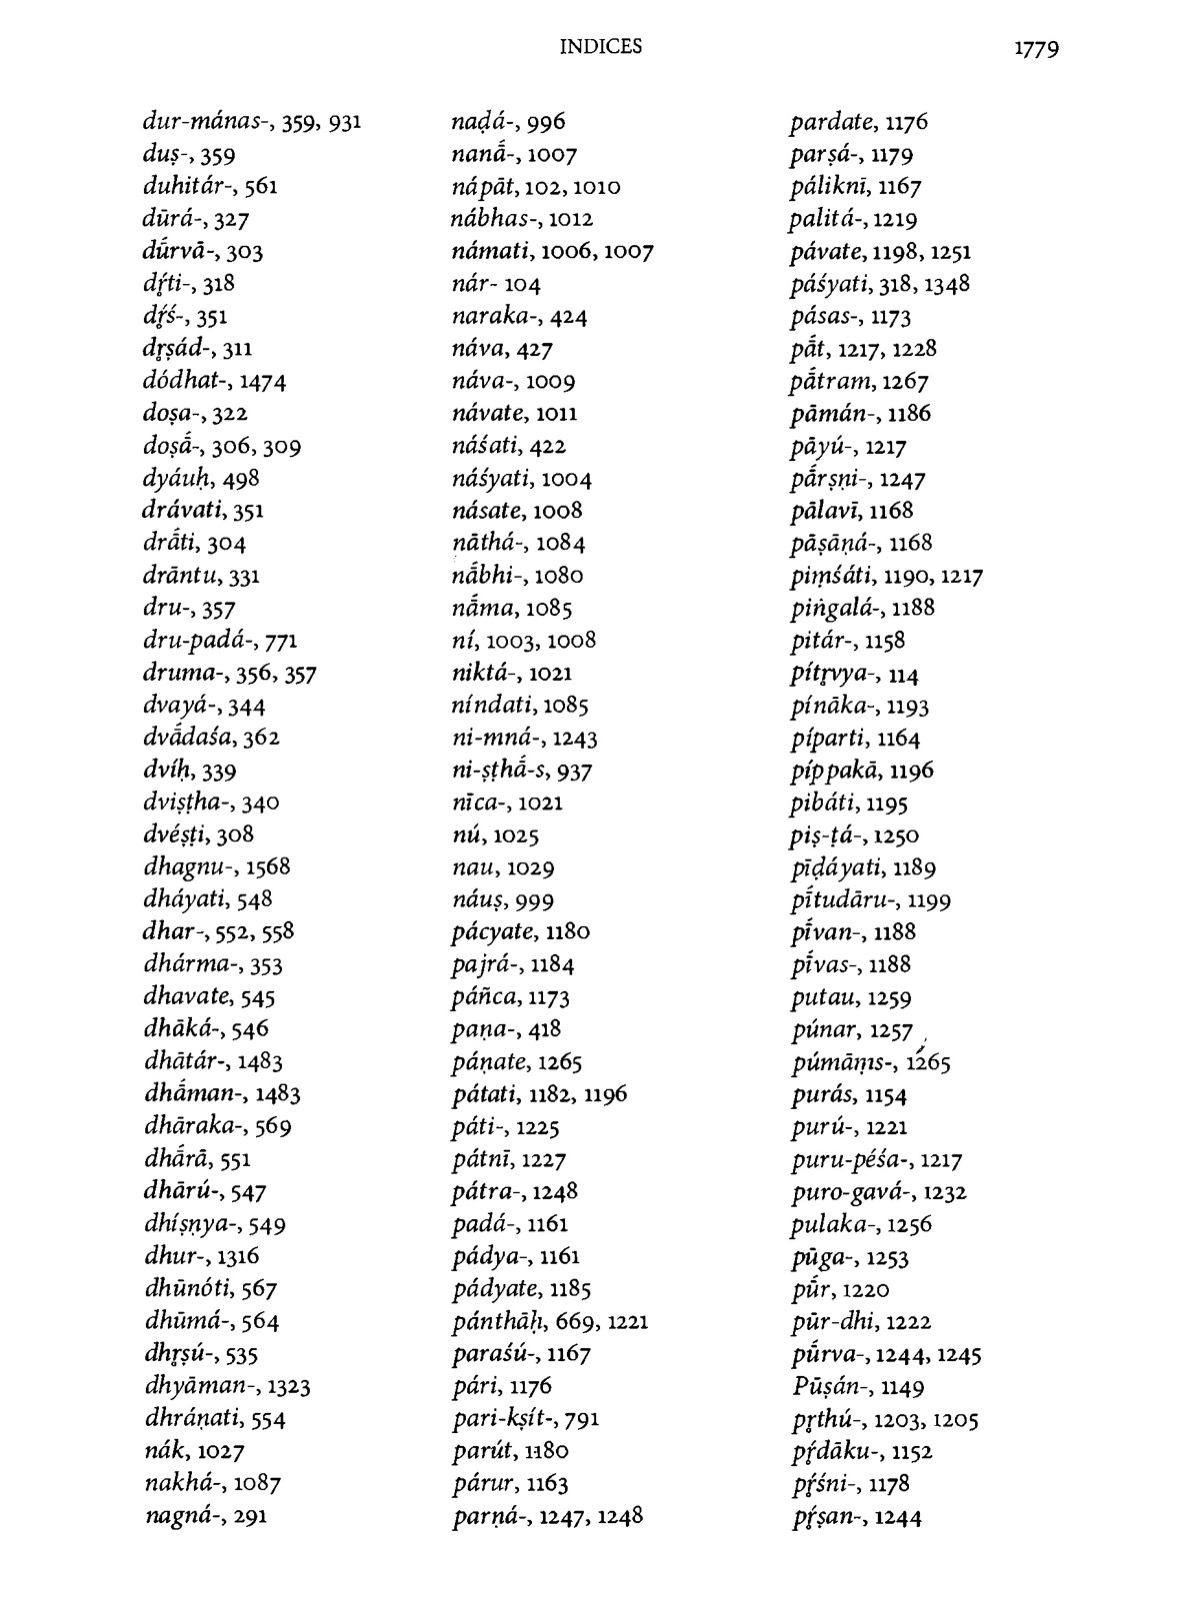 INDICES 1779
dur-mánas-, 359, 931
duṣ-, 359
duhitár-, 561
dūrá-, 327
dū́rvā-, 303
dŕ̥ti-, 318
dŕ̥ś-, 351
dr̥ṣád-, 311
dódhat-, 1474
doṣa-, 322
doṣā́-, 306, 309
dyáuḥ, 498
drávati, 351
drā́ti, 304
drāntu, 331
dru-, 357
dru-padá-, 771
druma-, 356, 357
dvayá-, 344
dvā́daśa, 362
dvíḥ, 339
dviṣṭha-, 340
dvéṣṭi, 308
dhagnu-, 1568
dháyati, 548
dhar-, 552, 558
dhárma-, 353
dhavate, 545
dhāká-, 546
dhātár-, 1483
dhā́man-, 1483
dhāraka-, 569
dhā́rā, 551
dhārú-, 547
dhíṣṇya-, 549
dhur-, 1316
dhūnóti, 567
dhūmá-, 564
dhr̥ṣú-, 535
dhyāman-, 1323
dhráṇati, 554
nák, 1027
nakhá-, 1087
nagná-, 291
naḍá-, 996
nanā́-, 1007
nápāt, 102, 1010
nábhas-, 1012
námati, 1006, 1007
nár- 104
naraka-, 424
náva, 427
náva-, 1009
návate, 1011
náśati, 422
náśyati, 1004
násate, 1008
nāthá-, 1084
nā́bhi-, 1080
nā́ma, 1085
ní, 1003, 1008
niktá-, 1021
níndati, 1085
ni-mná-, 1243
ni-ṣṭhā́-s, 937
nīca-, 1021
nú, 1025
nau, 1029
náuṣ, 999
pácyate, 1180
pajrá-, 1184
páñca, 1173
paṇa-, 418
páṇate, 1265
pátati, 1182, 1196
páti-, 1225
pátnī, 1227
pátra-, 1248
padá-, 1161
pádya-, 1161
pádyate, 1185
pánthāḥ, 669, 1221
paraśú-, 1167
pári, 1176
pari-kṣít-, 791
parút, 1180
párur, 1163
parṇá-, 1247, 1248
pardate, 1176
parṣá-, 1179
páliknī, 1167
palitá-, 1219
pávate, 1198, 1251
páśyati, 318, 1348
pásas-, 1173
pā́t, 1217, 1228
pā́tram, 1267
pāmán-, 1186
pāyú-, 1217
pā́rṣṇi-, 1247
pālavī, 1168
pāṣāṇá-, 1168
piṃśáti, 1190, 1217
piṅgalá-, 1188
pitár-, 1158
pítr̥vya-, 114
pínāka-, 1193
píparti, 1164
píppakā, 1196
pibáti, 1195
piṣ-ṭá-, 1250
pīḍáyati, 1189
pī́tudāru-, 1199
pī́van-, 1188
pī́vas-, 1188
putau, 1259
púnar, 1257
púmāṃs-, 1265
purás, 1154
purú-, 1221
puru-péśa-, 1217
puro-gavá-, 1232
pulaka-, 1256
pūga-, 1253
pū́r, 1220
pūr-dhi, 1222
pū́rva-, 1244, 1245
Pūṣán-, 1149
pr̥thú-, 1203, 1205
pŕ̥dāku-, 1152
pŕ̥śni-, 1178
pŕ̥ṣan-, 1244